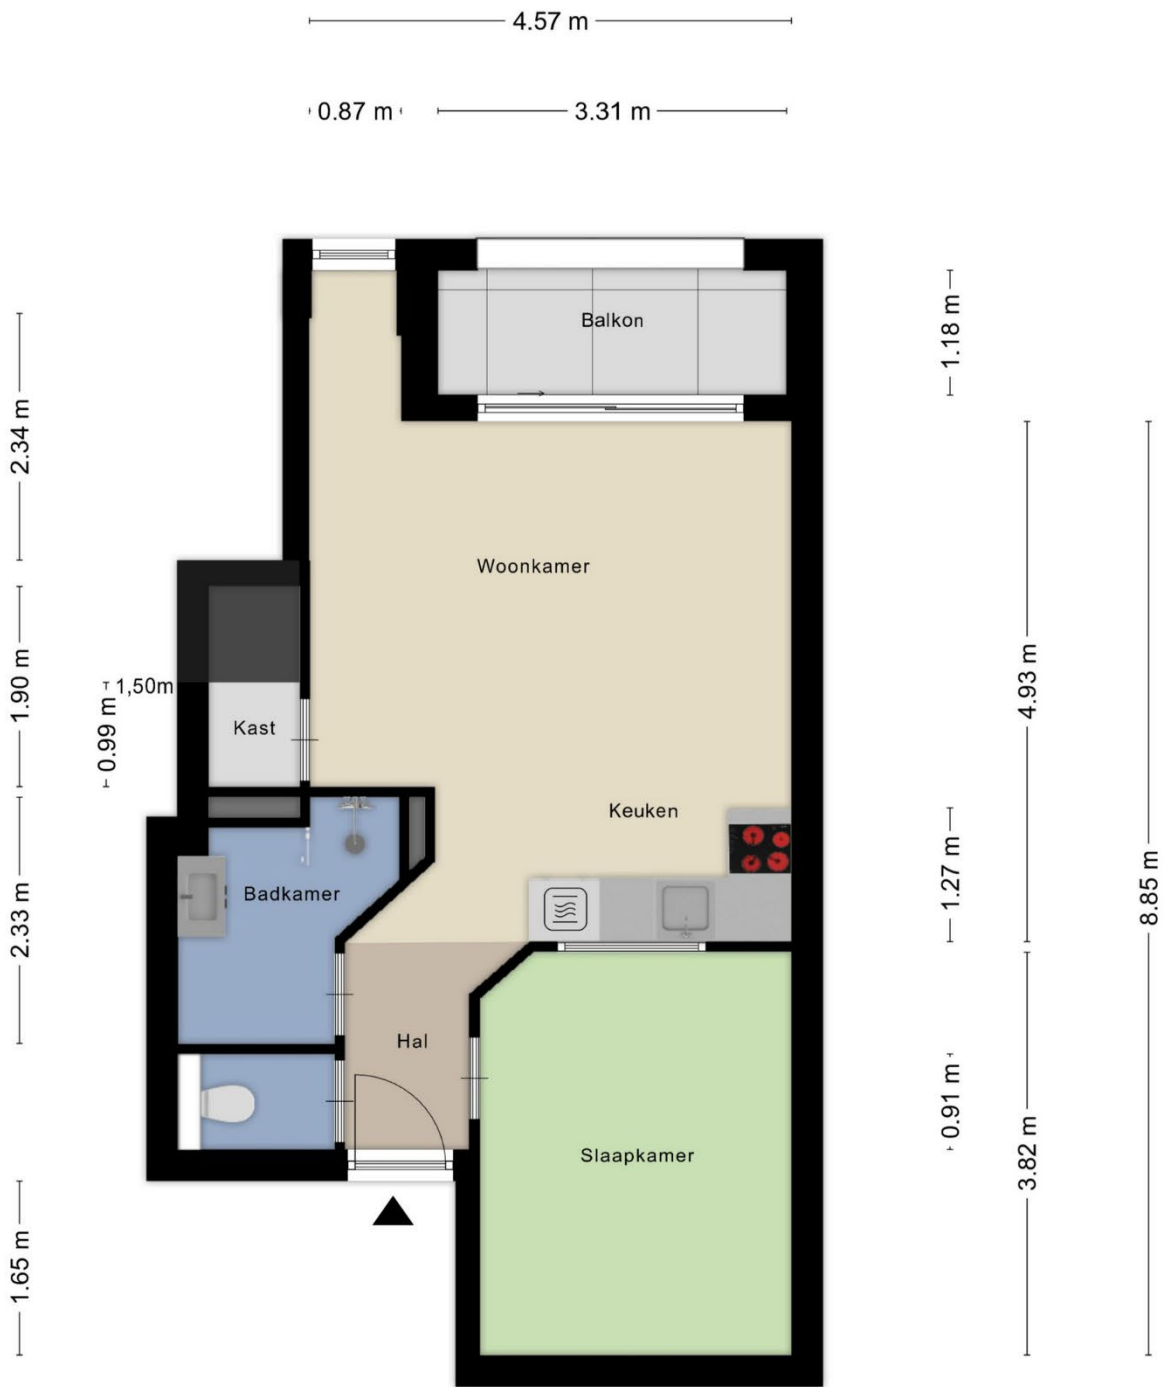 4.57 m
0.87 m
3.31 m
Balkon
1.18 m
2.34 m
Woonkamer
1.90 m
0.99 m
1,50m
Kast
4.93 m
Keuken
1.27 m
8.85 m
2.33 m
Badkamer
Hal
0.91 m
3.82 m
Slaapkamer
1.65 m